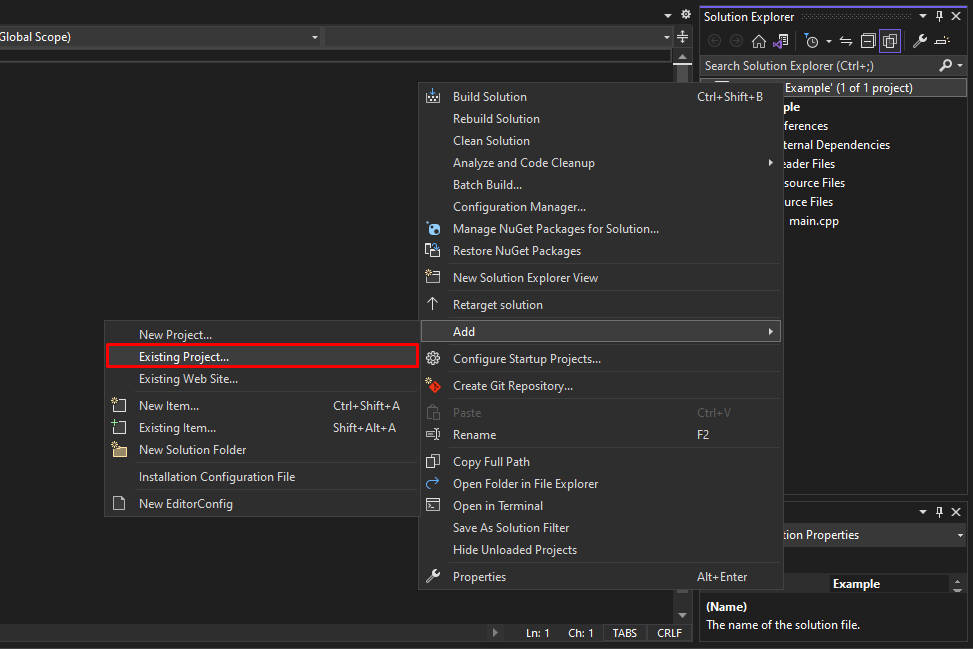 Solution Explorer
Global Scope)
Search Solution Explorer (Ctrl+;)
Example' (1 of 1 project)
ple
ferences
ternal Dependencies
eader Files
source Files
urce Files
main.cpp
Build Solution Ctrl+Shift+B
Rebuild Solution
Clean Solution
Analyze and Code Cleanup
Batch Build...
Configuration Manager...
Manage NuGet Packages for Solution...
Restore NuGet Packages
New Solution Explorer View
Retarget solution
Add
Configure Startup Projects...
Create Git Repository...
Paste Ctrl+V
Rename F2
Copy Full Path
Open Folder in File Explorer
Open in Terminal
Save As Solution Filter
Hide Unloaded Projects
Properties Alt+Enter
New Project...
Existing Project...
Existing Web Site...
New Item... Ctrl+Shift+A
Existing Item... Shift+Alt+A
New Solution Folder
Installation Configuration File
New EditorConfig
tion Properties
Example
(Name)
The name of the solution file.
Ln: 1 Ch: 1 TABS CRLF